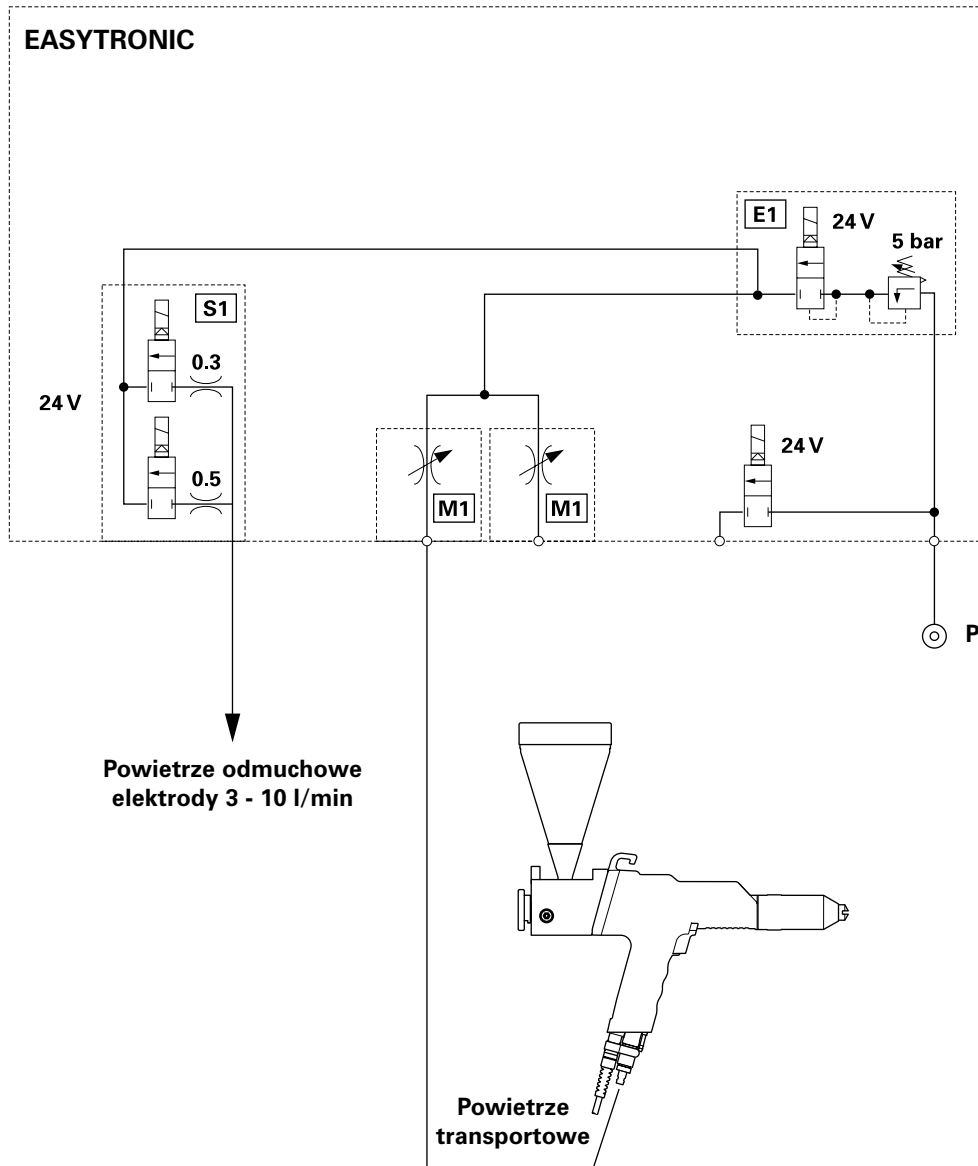 EASYTRONIC
E1
24 V
5 bar
S1
0.3
24 V
0.5
24 V
M1
M1
P
Powietrze odmuchowe
elektrody 3 - 10 l/min
Powietrze
transportowe